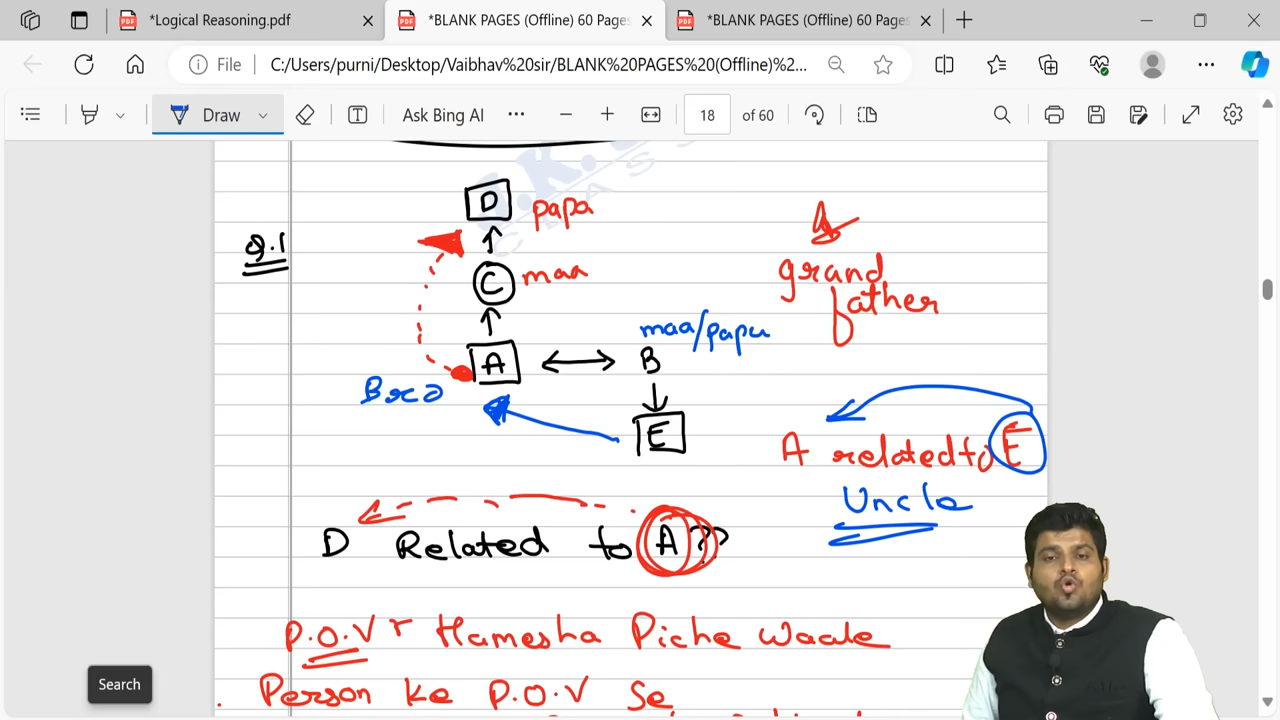 *Logical Reasoning.pdf
*BLANK PAGES (Offline) 60 Pages
*BLANK PAGES (Offline) 60 Page
File
C:/Users/purni/Desktop/Vaibhav%20sir/BLANK%20PAGES%20(Offline)%2...
Draw
Ask Bing AI
18
of 60
D papa
Q.1
C maa
grand
father
maa/papa
A B
E
A related to E
Uncle
D Related to A??
P.O.V Hamesha Piche waale
Person ke P.O.V Se
Search